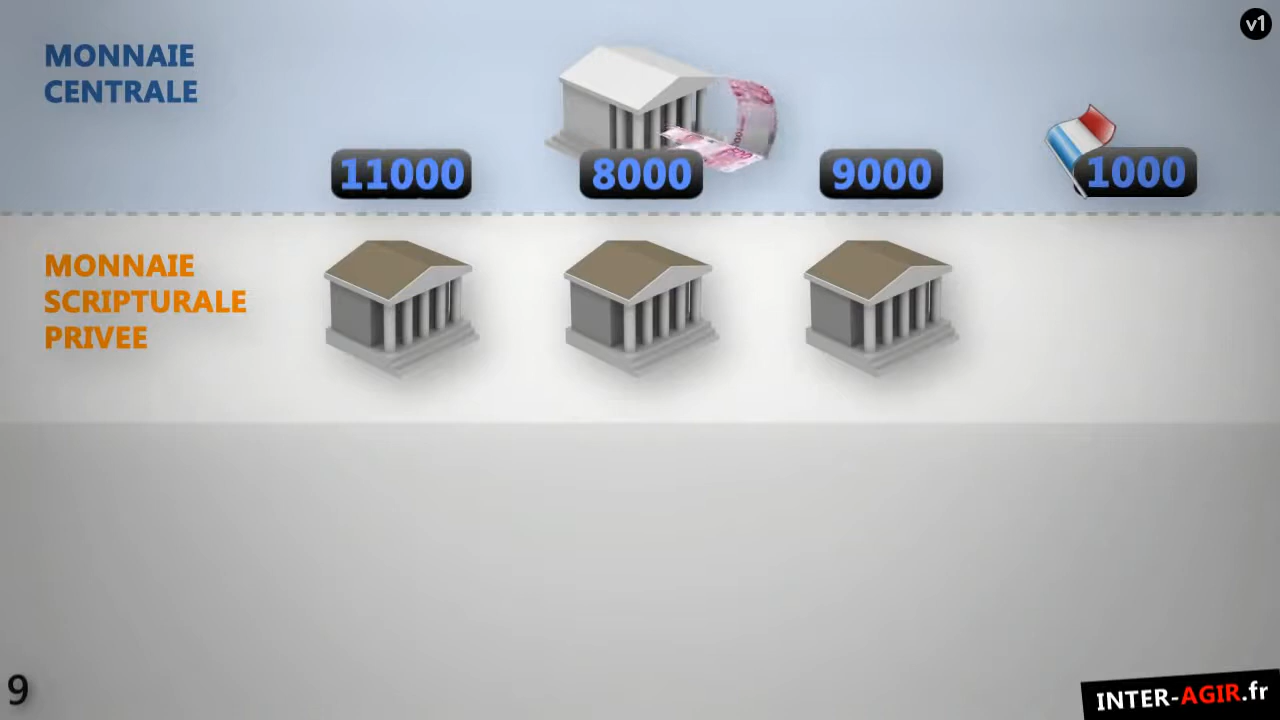 v1
MONNAIE
CENTRALE
11000
8000
9000
1000
MONNAIE
SCRIPTURALE
PRIVEE
9
INTER-AGIR.fr